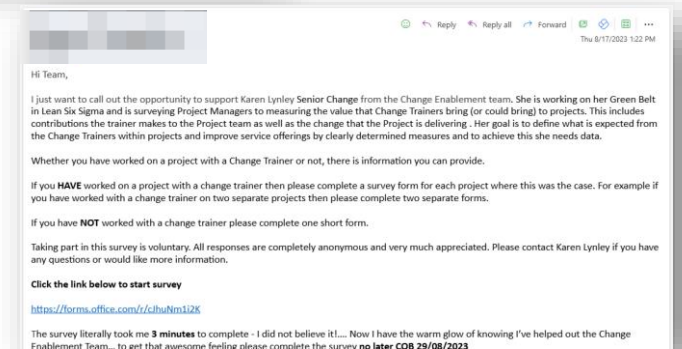 Reply Reply all Forward ...
Thu 8/17/2023 1:22 PM
Hi Team,
I just want to call out the opportunity to support Karen Lynley Senior Change from the Change Enablement team. She is working on her Green Belt
in Lean Six Sigma and is surveying Project Managers to measuring the value that Change Trainers bring (or could bring) to projects. This includes
contributions the trainer makes to the Project team as well as the change that the Project is delivering . Her goal is to define what is expected from
the Change Trainers within projects and improve service offerings by clearly determined measures and to achieve this she needs data.
Whether you have worked on a project with a Change Trainer or not, there is information you can provide.
If you HAVE worked on a project with a change trainer then please complete a survey form for each project where this was the case. For example if
you have worked with a change trainer on two separate projects then please complete two separate forms.
If you have NOT worked with a change trainer please complete one short form.
Taking part in this survey is voluntary. All responses are completely anonymous and very much appreciated. Please contact Karen Lynley if you have
any questions or would like more information.
Click the link below to start survey
https://forms.office.com/r/cJhuNm1i2K
The survey literally took me 3 minutes to complete - I did not believe it!.... Now I have the warm glow of knowing I've helped out the Change
Enablement Team... to get that awesome feeling please complete the survey no later COB 29/08/2023